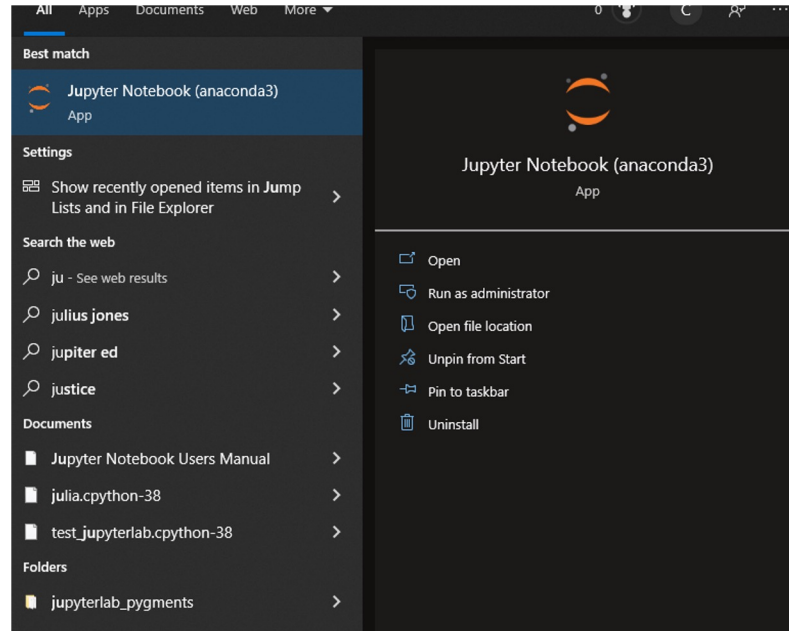 All Apps Documents Web More 0 C
Best match
Jupyter Notebook (anaconda3)
App
Settings
Show recently opened items in Jump
Lists and in File Explorer
Search the web
ju - See web results
julius jones
jupiter ed
justice
Documents
Jupyter Notebook Users Manual
julia.cpython-38
test_jupyterlab.cpython-38
Folders
jupyterlab_pygments
Jupyter Notebook (anaconda3)
App
Open
Run as administrator
Open file location
Unpin from Start
Pin to taskbar
Uninstall